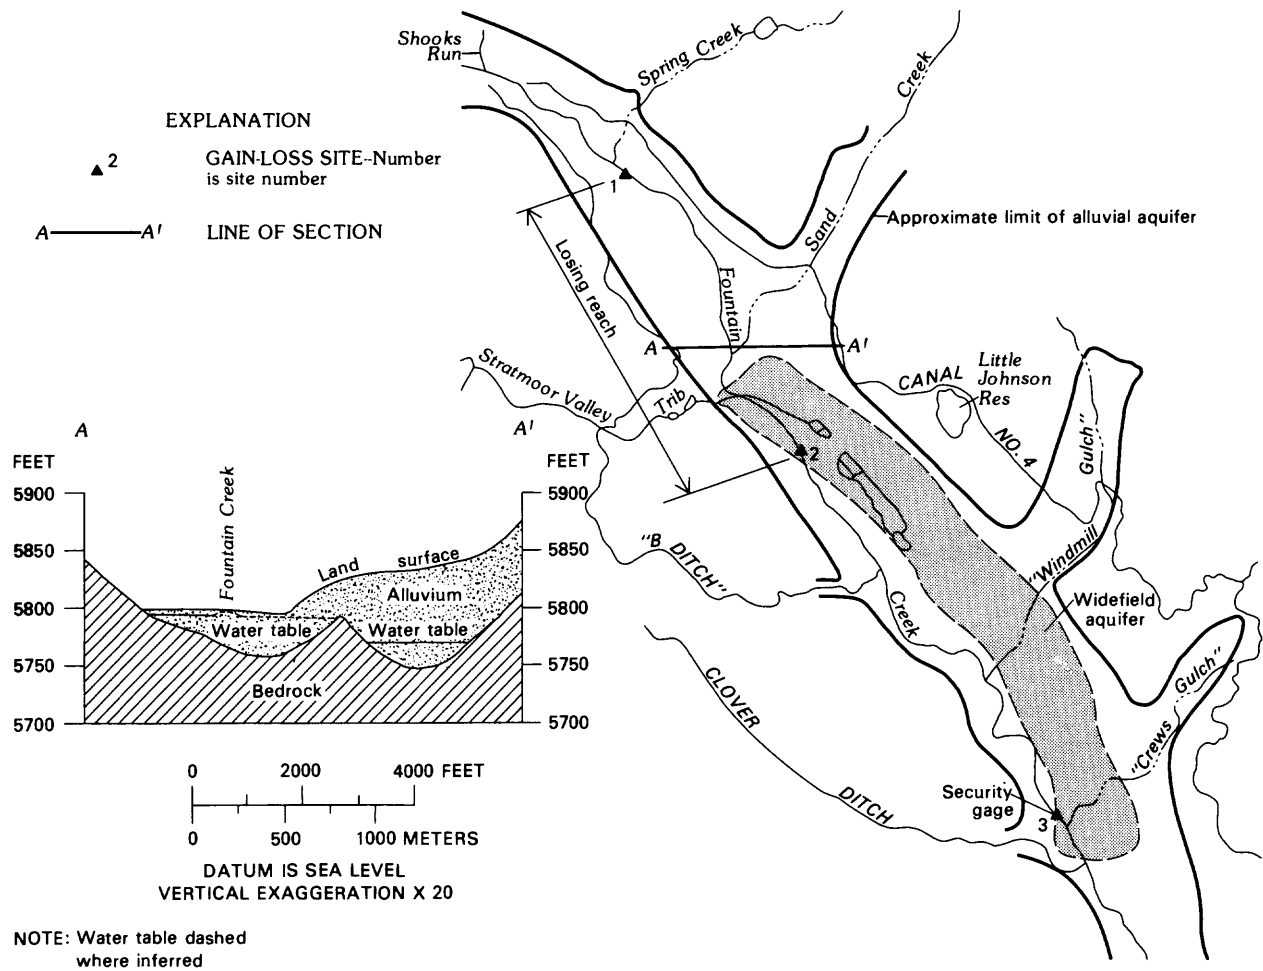 EXPLANATION
2
GAIN-LOSS SITE--Number
is site number
A
A'
LINE OF SECTION
Shooks
Run
Spring Creek
Creek
Sand
Approximate limit of alluvial aquifer
1
Losing reach
Fountain
A
A'
Stratmoor Valley
Trib
CANAL
NO. 4
Little
Johnson
Res
Gulch"
"Windmill
2
"B DITCH"
Creek
Widefield
aquifer
Gulch"
"Crews
CLOVER
DITCH
Security
gage
3
A
A'
FEET
FEET
Fountain Creek
5900
5900
5850
5850
5800
5800
5750
5750
5700
5700
Land surface
Alluvium
Water table
Water table
Bedrock
0 2000 4000 FEET
0 500 1000 METERS
DATUM IS SEA LEVEL
VERTICAL EXAGGERATION X 20
NOTE: Water table dashed
where inferred